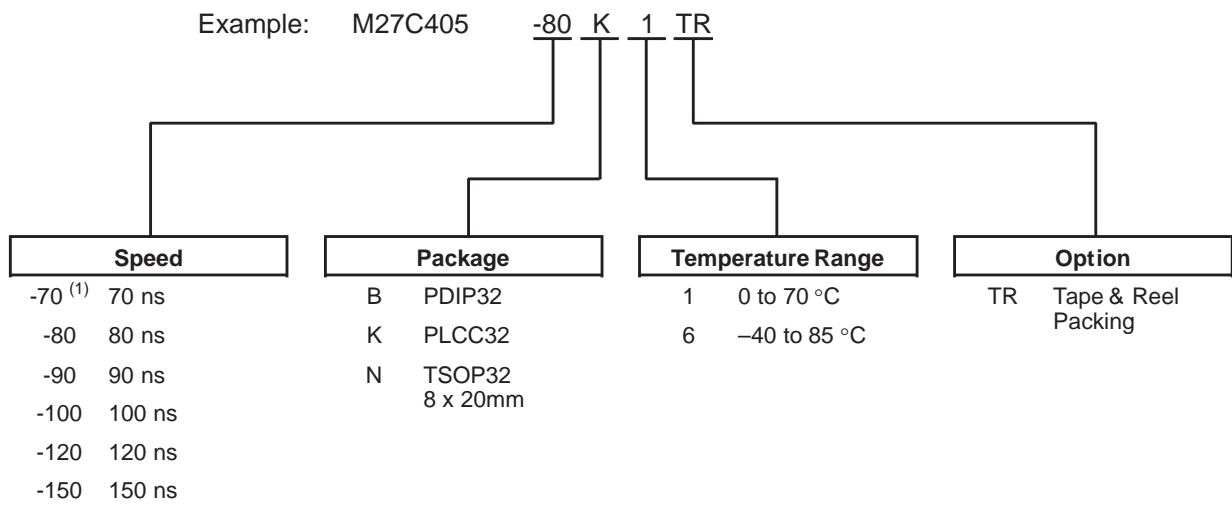 Example: M27C405 -80 K 1 TR
Speed
-70 (1) 70 ns
-80 80 ns
-90 90 ns
-100 100 ns
-120 120 ns
-150 150 ns
Package
B PDIP32
K PLCC32
N TSOP32
8 x 20mm
Temperature Range
1 0 to 70 °C
6 –40 to 85 °C
Option
TR Tape & Reel
Packing